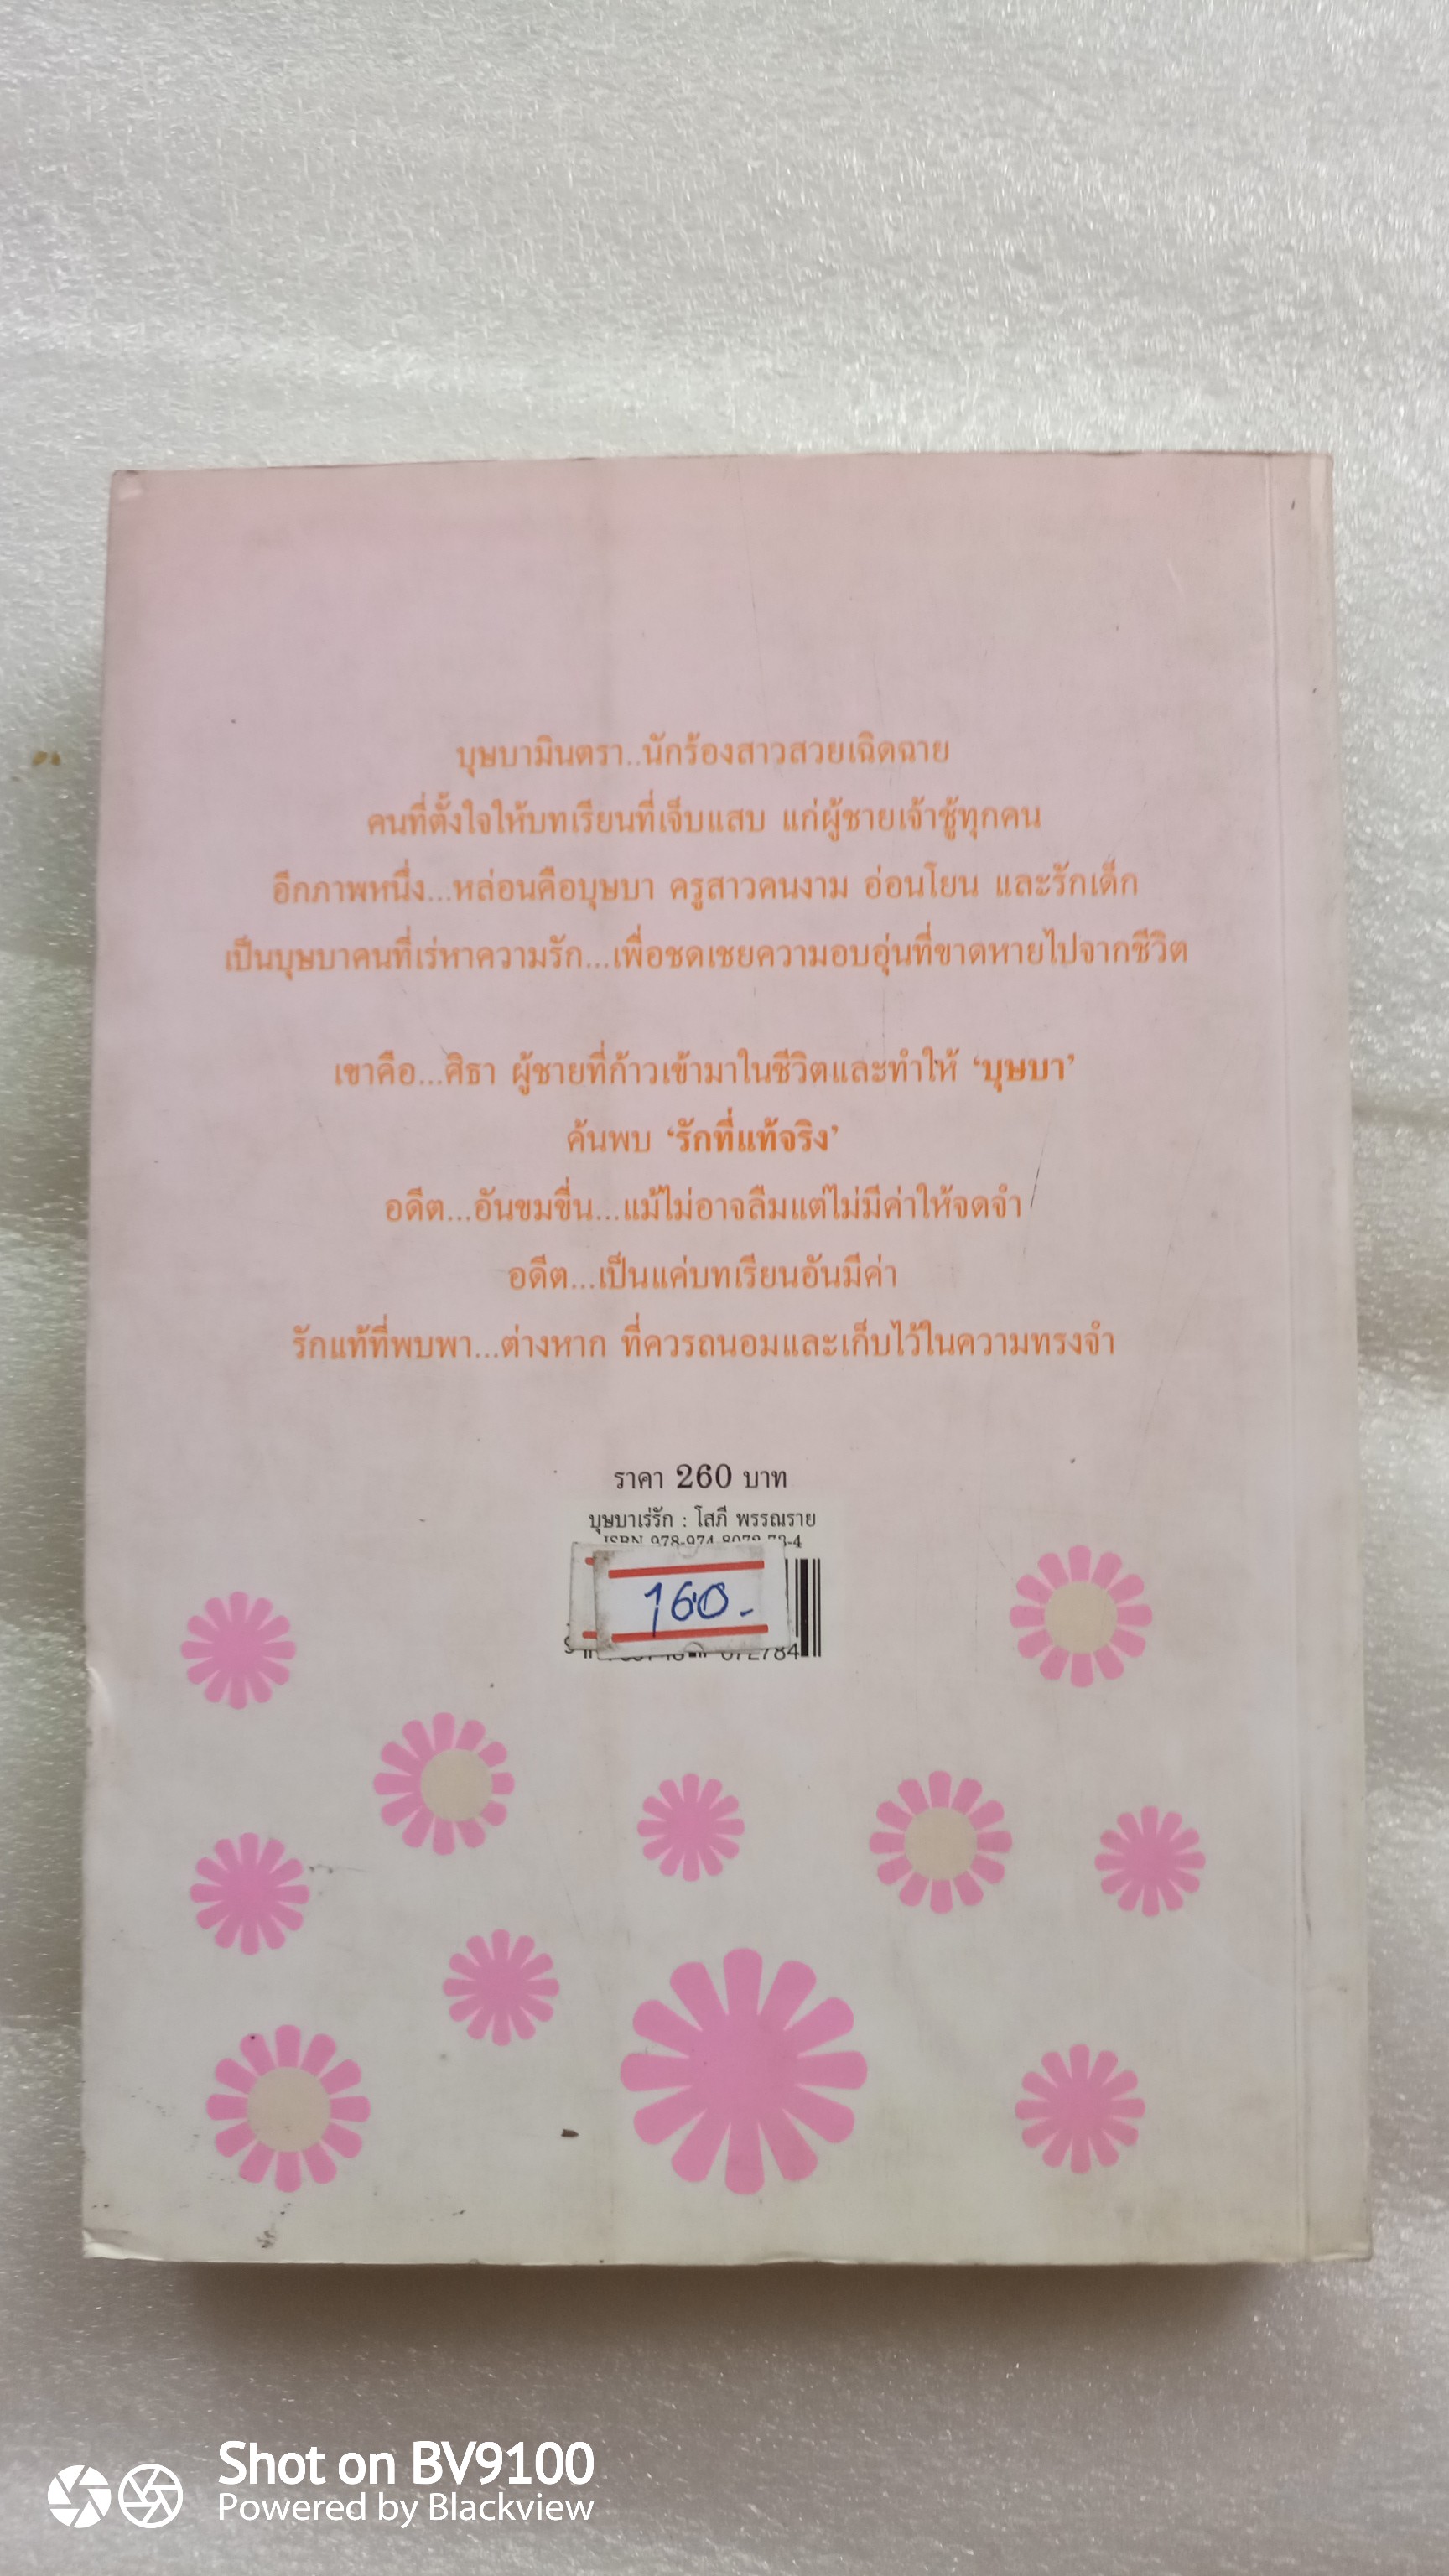 บุษบามินตรา..นักร้องสาวสวยเฉิดฉาย
คนที่ตั้งใจให้บทเรียนที่เจ็บแสบ แก่ผู้ชายเจ้าชู้ทุกคน
อีกภาพหนึ่ง...หล่อนคือบุษบา ครูสาวคนงาม อ่อนโยน และรักเด็ก
เป็นบุษบาคนที่เร่หาความรัก...เพื่อชดเชยความอบอุ่นที่ขาดหายไปจากชีวิต
เขาคือ...ศิธา ผู้ชายที่ก้าวเข้ามาในชีวิตและทำให้ ‘บุษบา’
ค้นพบ ‘รักที่แท้จริง’
อดีต...อันขมขื่น...แม้ไม่อาจลืมแต่ไม่มีค่าให้จดจำ
อดีต...เป็นแค่บทเรียนอันมีค่า
รักแท้ที่พบพา...ต่างหาก ที่ควรถนอมและเก็บไว้ในความทรงจำ
ราคา 260 บาท
บุษบาเร่รัก : โสภี พรรณราย
ISBN
160.-
Shot on BV9100
Powered by Blackview